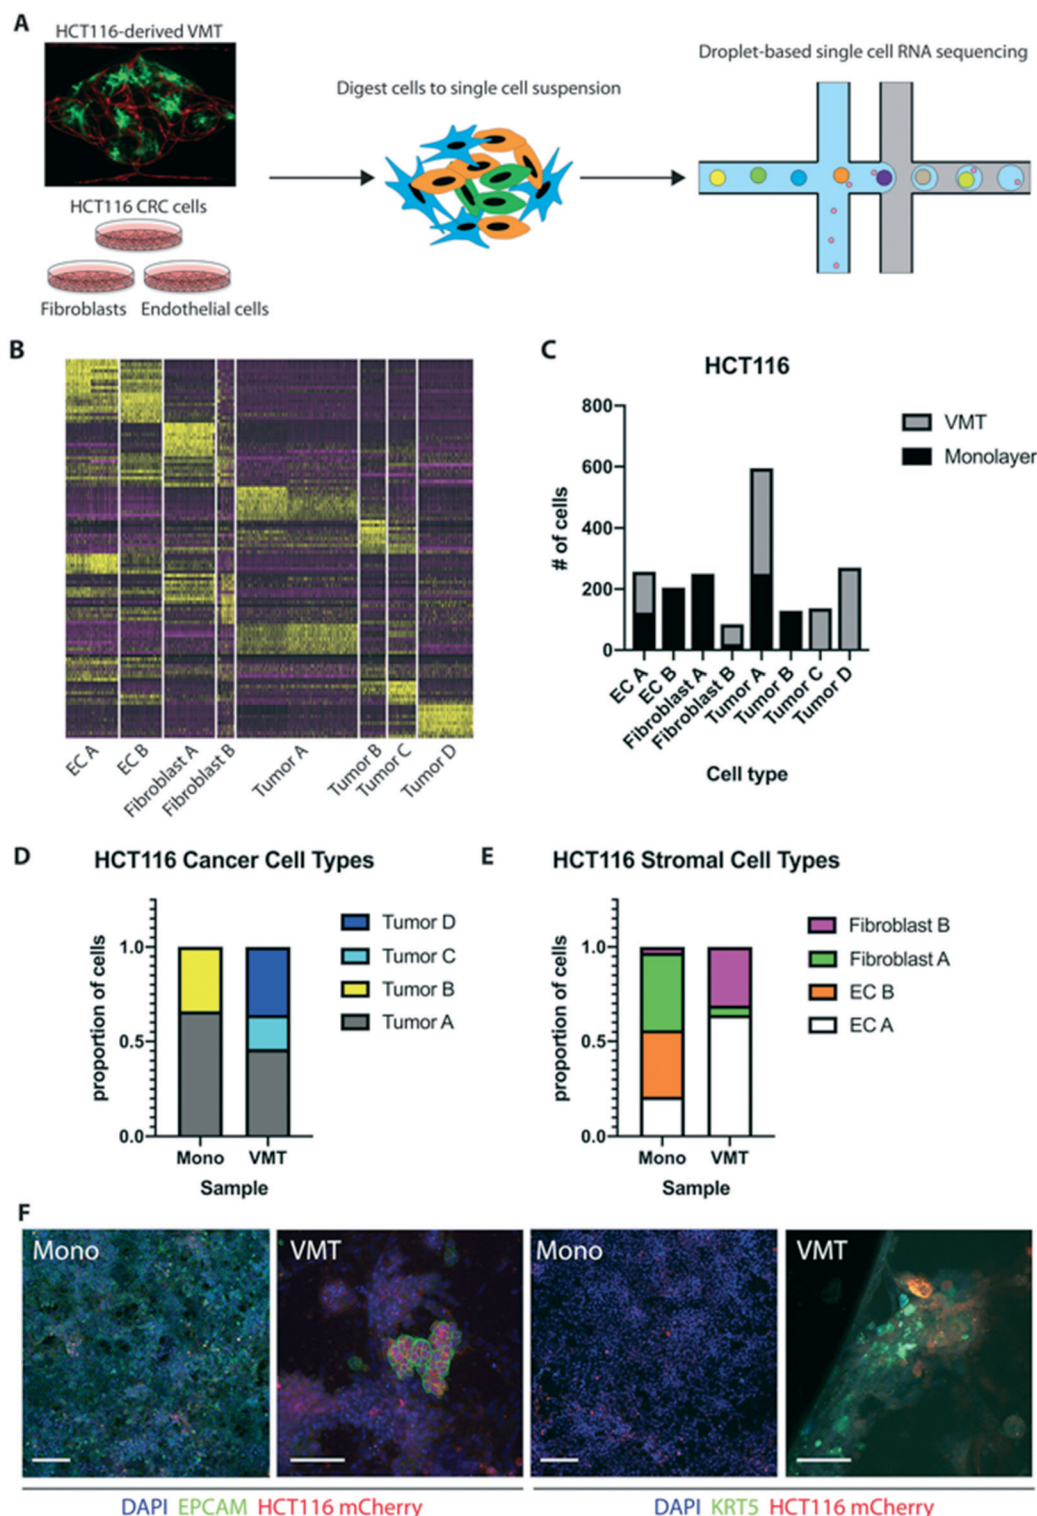 A
HCT116-derived VMT
Digest cells to single cell suspension
Droplet-based single cell RNA sequencing
HCT116 CRC cells
Fibroblasts
Endothelial cells
B
EC A
EC B
Fibroblast A
Fibroblast B
Tumor A
Tumor B
Tumor C
Tumor D
C
HCT116
800
600
400
200
0
# of cells
VMT
Monolayer
EC A
EC B
Fibroblast A
Fibroblast B
Tumor A
Tumor B
Tumor C
Tumor D
Cell type
D
HCT116 Cancer Cell Types
proportion of cells
1.0
0.5
0.0
Mono
VMT
Sample
Tumor D
Tumor C
Tumor B
Tumor A
E
HCT116 Stromal Cell Types
proportion of cells
1.0
0.5
0.0
Mono
VMT
Sample
Fibroblast B
Fibroblast A
EC B
EC A
F
Mono
VMT
Mono
VMT
DAPI EPCAM HCT116 mCherry
DAPI KRT5 HCT116 mCherry